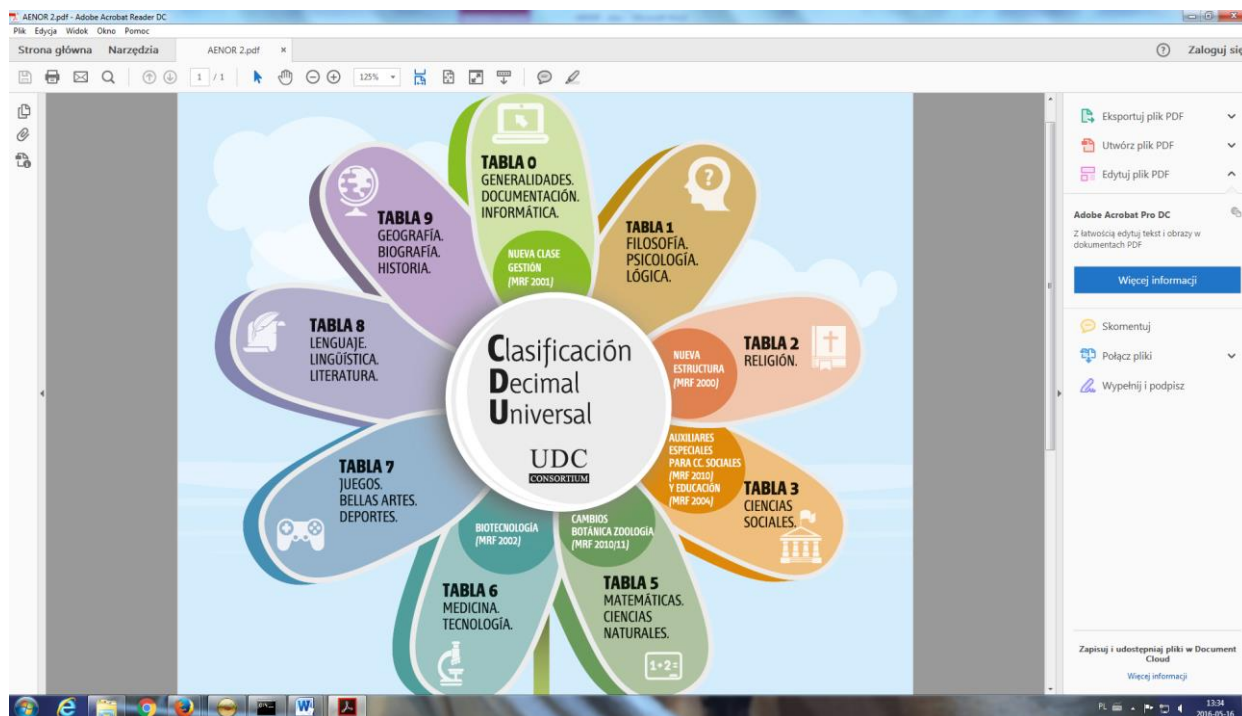 AENOR 2.pdf - Adobe Acrobat Reader DC
Plik Edycja Widok Okno Pomoc
Strona główna Narzędzia AENOR 2.pdf × Zaloguj się
1 / 1 125%
TABLA 0
GENERALIDADES.
DOCUMENTACIÓN.
INFORMÁTICA.
NUEVA CLASE
GESTIÓN
(MRF 2001)
TABLA 1
FILOSOFÍA.
PSICOLOGÍA.
LÓGICA.
TABLA 2
RELIGIÓN.
NUEVA
ESTRUCTURA
(MRF 2000)
TABLA 3
CIENCIAS
SOCIALES.
AUXILIARES
ESPECIALES
PARA CC. SOCIALES
(MRF 2010)
Y EDUCACIÓN
(MRF 2004)
TABLA 5
MATEMÁTICAS.
CIENCIAS
NATURALES.
CAMBIOS
BOTÁNICA ZOOLOGÍA
(MRF 2010/11)
1+2=
TABLA 6
MEDICINA.
TECNOLOGÍA.
BIOTECNOLOGÍA
(MRF 2002)
TABLA 7
JUEGOS.
BELLAS ARTES.
DEPORTES.
TABLA 8
LENGUAJE.
LINGÜÍSTICA.
LITERATURA.
TABLA 9
GEOGRAFÍA.
BIOGRAFÍA.
HISTORIA.
Clasificación
Decimal
Universal
UDC
CONSORTIUM
Eksportuj plik PDF
Utwórz plik PDF
Edytuj plik PDF
Adobe Acrobat Pro DC
Z łatwością edytuj tekst i obrazy w
dokumentach PDF
Więcej informacji
Skomentuj
Połącz pliki
Wypełnij i podpisz
Zapisuj i udostępniaj pliki w Document
Cloud
Więcej informacji
PL 13:34
2016-05-16